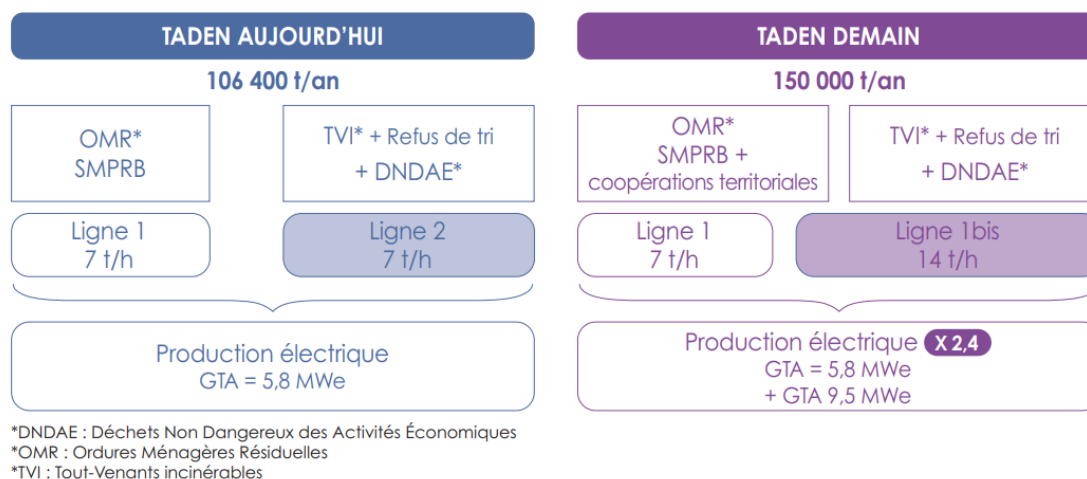 TADEN AUJOURD'HUI
106 400 t/an
OMR*
SMPRB
TVI* + Refus de tri
+ DNDAE*
Ligne 1
7 t/h
Ligne 2
7 t/h
Production électrique
GTA = 5,8 MWe
*DNDAE : Déchets Non Dangereux des Activités Économiques
*OMR : Ordures Ménagères Résiduelles
*TVI : Tout-Venants incinérables
TADEN DEMAIN
150 000 t/an
OMR*
SMPRB +
coopérations territoriales
TVI* + Refus de tri
+ DNDAE*
Ligne 1
7 t/h
Ligne 1bis
14 t/h
Production électrique X 2,4
GTA = 5,8 MWe
+ GTA 9,5 MWe